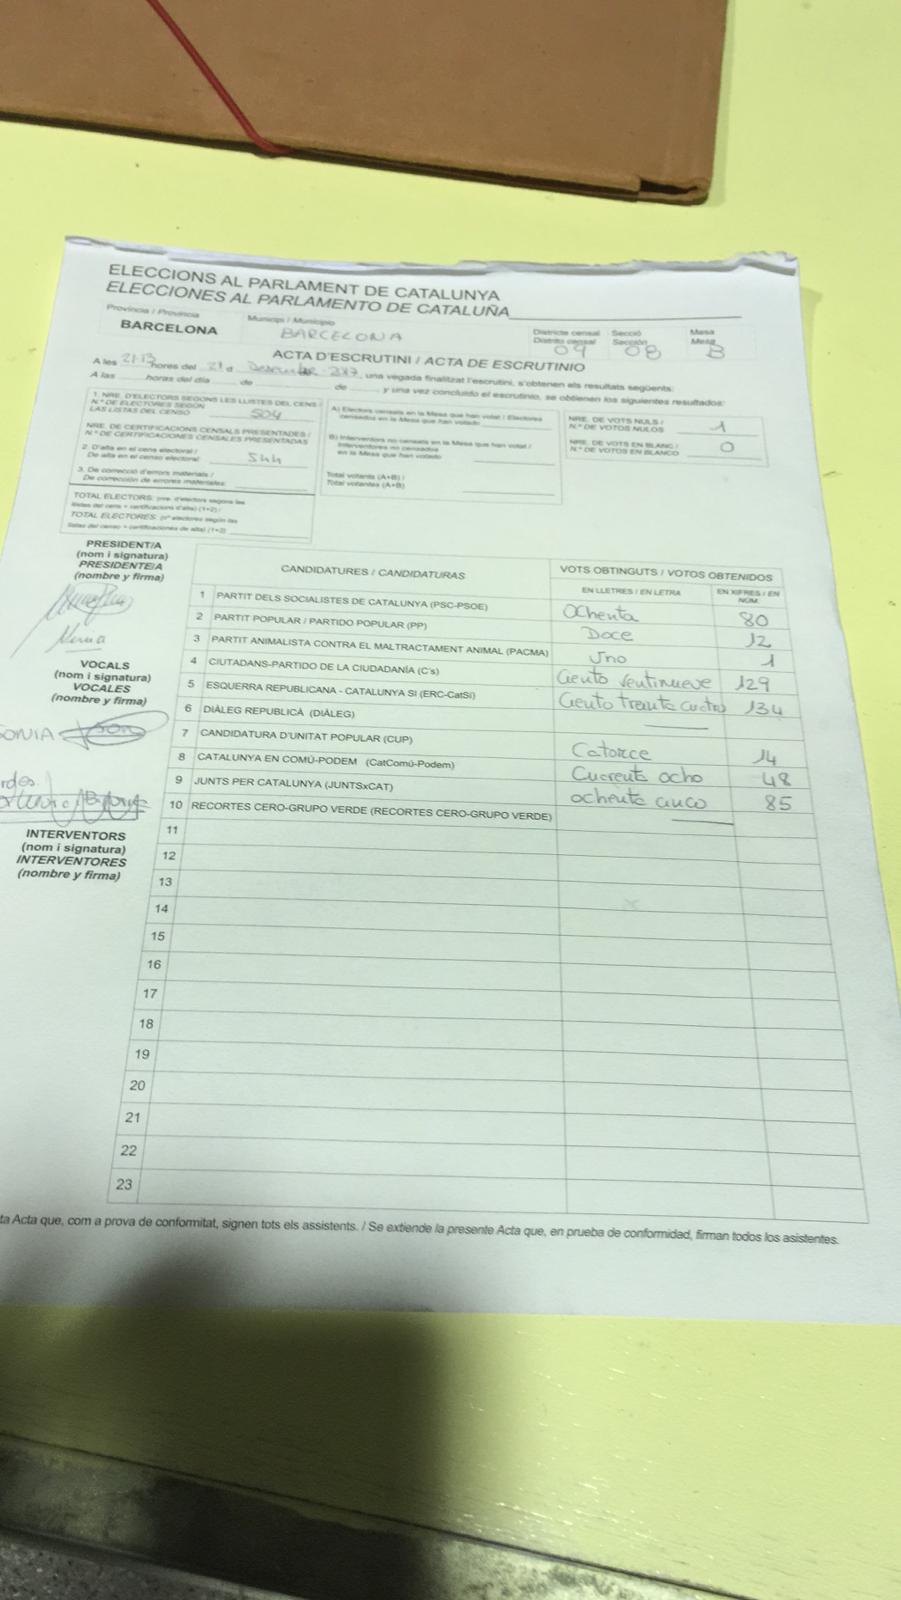 ELECCIONS AL PARLAMENT DE CATALUNYA
ELECCIONES AL PARLAMENTO DE CATALUÑA
Provincia / Provincia
BARCELONA
Municipi / Municipio
BARCELONA
Districte censal
Distrito censal
09
Secció
Sección
08
Mesa
Mesa
B
ACTA D'ESCRUTINI / ACTA DE ESCRUTINIO
A les 21:13 hores del 21 d Desembre 2017, una vegada finalitzat l'escrutini, s'obtenen els resultats següents:
A las horas del día de de y una vez concluido el escrutinio, se obtienen los siguientes resultados:
1. NRE. D'ELECTORS SEGONS LES LLISTES DEL CENS /
N.º DE ELECTORES SEGÚN
LAS LISTAS DEL CENSO
NRE. DE CERTIFICACIONS CENSALS PRESENTADES /
N.º DE CERTIFICACIONES CENSALES PRESENTADAS
2. D'alta en el cens electoral /
De alta en el censo electoral:
3. De correcció d'errors materials /
De corrección de errores materiales:
TOTAL ELECTORS: (nre. d'electors segons les
llistes del cens + certificacions d'alta) (1+2) /
TOTAL ELECTORES: (nº electores según las
listas del censo + certificaciones de alta) (1+2)
A) Electors censats en la Mesa que han votat / Electores
censados en la Mesa que han votado
B) Interventors no censats en la Mesa que han votat /
Interventores no censados
en la Mesa que han votado
Total votants (A+B) /
Total votantes (A+B)
NRE. DE VOTS NULS /
N.º DE VOTOS NULOS 1
NRE. DE VOTS EN BLANC /
N.º DE VOTOS EN BLANCO 0
PRESIDENT/A
(nom i signatura)
PRESIDENTE/A
(nombre y firma)
VOCALS
(nom i signatura)
VOCALES
(nombre y firma)
SONIA
INTERVENTORS
(nom i signatura)
INTERVENTORES
(nombre y firma)
CANDIDATURES / CANDIDATURAS
VOTS OBTINGUTS / VOTOS OBTENIDOS
EN LLETRES / EN LETRA
EN XIFRES / EN NÚM.
1 PARTIT DELS SOCIALISTES DE CATALUNYA (PSC-PSOE) Ochenta 80
2 PARTIT POPULAR / PARTIDO POPULAR (PP) Doce 12
3 PARTIT ANIMALISTA CONTRA EL MALTRACTAMENT ANIMAL (PACMA) Uno 1
4 CIUTADANS-PARTIDO DE LA CIUDADANÍA (C's) Ciento Ventinueve 129
5 ESQUERRA REPUBLICANA - CATALUNYA SI (ERC-CatSí) Ciento treinta cuatro 134
6 DIÀLEG REPUBLICÀ (DIÀLEG)
7 CANDIDATURA D'UNITAT POPULAR (CUP) Catorce 14
8 CATALUNYA EN COMÚ-PODEM (CatComú-Podem) Cuarenta ocho 48
9 JUNTS PER CATALUNYA (JUNTSxCAT) ochenta cinco 85
10 RECORTES CERO-GRUPO VERDE (RECORTES CERO-GRUPO VERDE)
11
12
13
14
15
16
17
18
19
20
21
22
23
ta Acta que, com a prova de conformitat, signen tots els assistents. / Se extiende la presente Acta que, en prueba de conformidad, firman todos los asistentes.